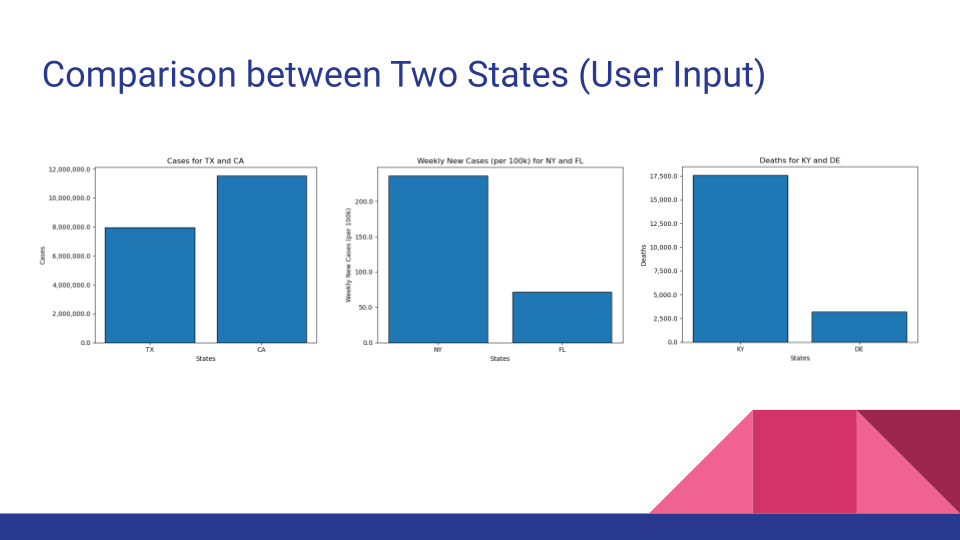 Comparison between Two States (User Input)
Cases for TX and CA
12,000,000.0
10,000,000.0
8,000,000.0
6,000,000.0
4,000,000.0
2,000,000.0
0.0
Cases
TX CA
States
Weekly New Cases (per 100k) for NY and FL
200.0
150.0
100.0
50.0
0.0
Weekly New Cases (per 100k)
NY FL
States
Deaths for KY and DE
17,500.0
15,000.0
12,500.0
10,000.0
7,500.0
5,000.0
2,500.0
0.0
Deaths
KY DE
States